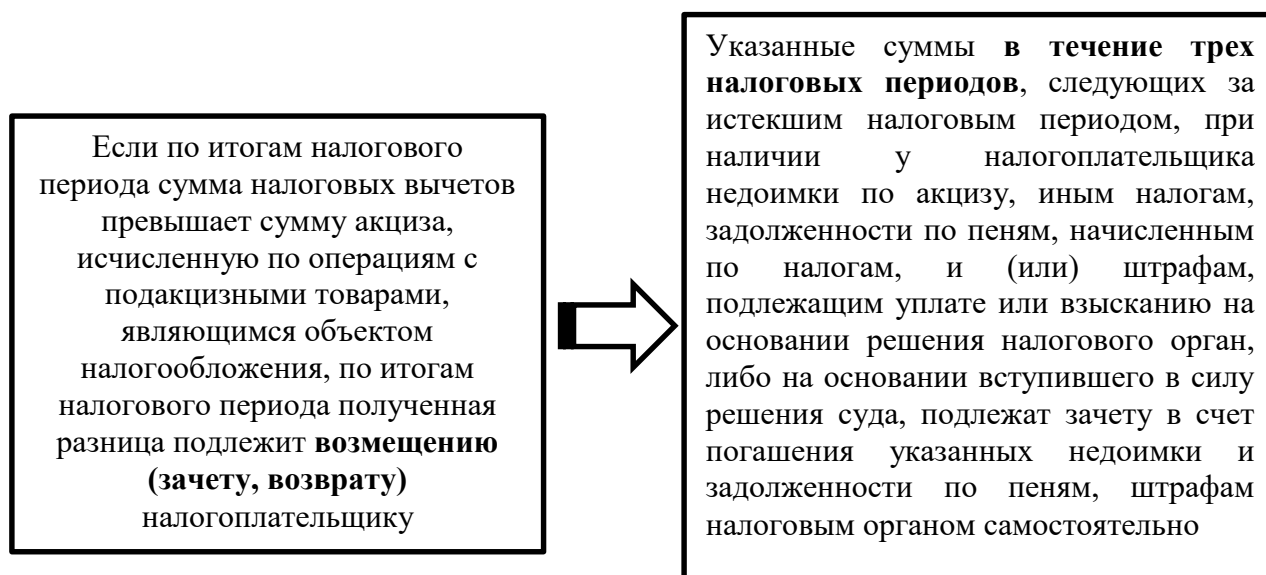 Если по итогам налогового
периода сумма налоговых вычетов
превышает сумму акциза,
исчисленную по операциям с
подакцизными товарами,
являющимся объектом
налогообложения, по итогам
налогового периода полученная
разница подлежит возмещению
(зачету, возврату)
налогоплательщику
Указанные суммы в течение трех
налоговых периодов, следующих за
истекшим налоговым периодом, при
наличии у налогоплательщика
недоимки по акцизу, иным налогам,
задолженности по пеням, начисленным
по налогам, и (или) штрафам,
подлежащим уплате или взысканию на
основании решения налогового орган,
либо на основании вступившего в силу
решения суда, подлежат зачету в счет
погашения указанных недоимки и
задолженности по пеням, штрафам
налоговым органом самостоятельно